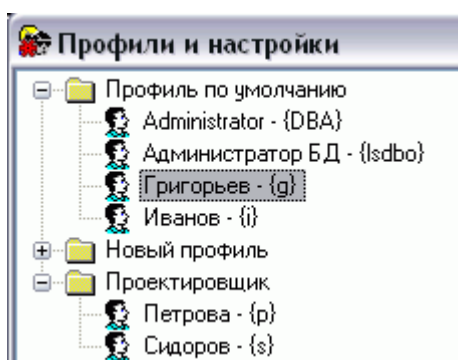 Профили и настройки
Профиль по умолчанию
Administrator - {DBA}
Администратор БД - {lsdbo}
Григорьев - {g}
Иванов - {i}
Новый профиль
Проектировщик
Петрова - {p}
Сидоров - {s}